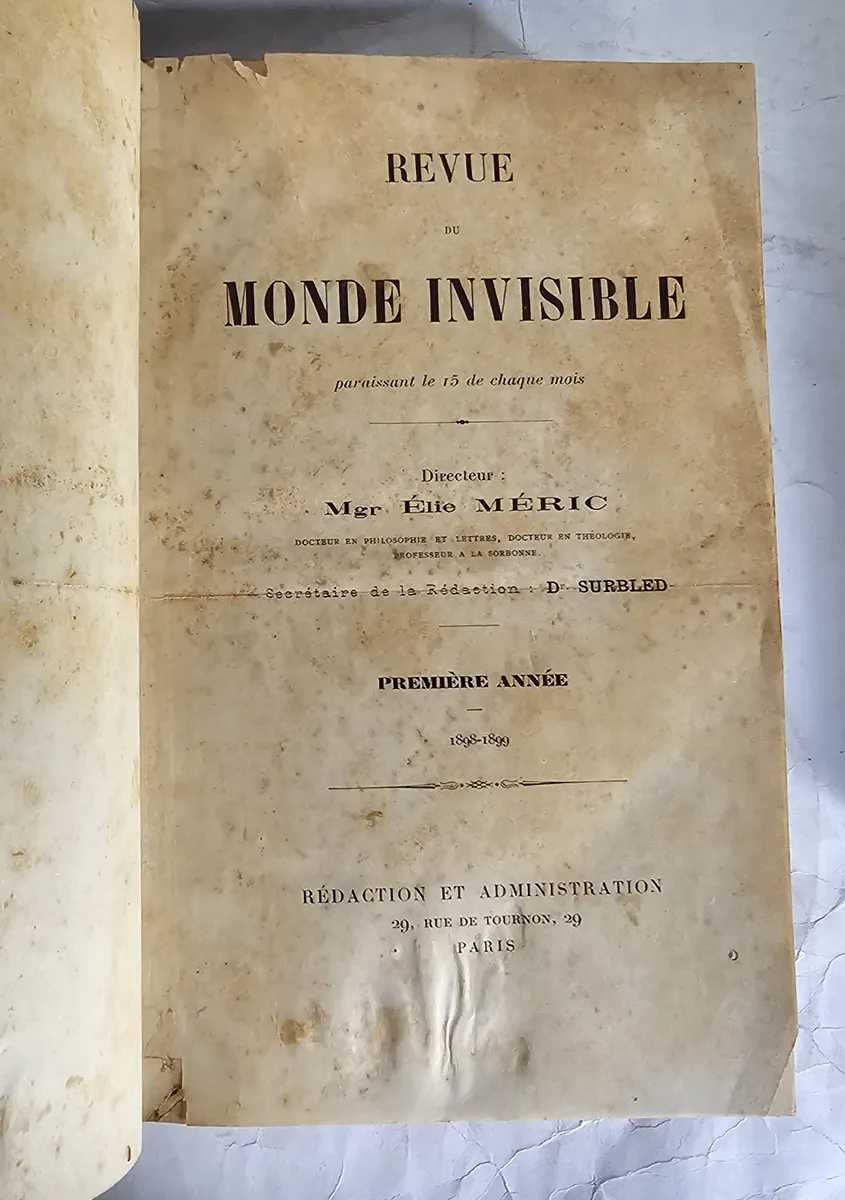 REVUE
DU
MONDE INVISIBLE
paraissant le 15 de chaque mois
Directeur :
Mgr Élie MÉRIC
DOCTEUR EN PHILOSOPHIE ET LETTRES, DOCTEUR EN THÉOLOGIE,
PROFESSEUR A LA SORBONNE.
Secrétaire de la Rédaction : Dr SURBLED
PREMIÈRE ANNÉE
1898-1899
RÉDACTION ET ADMINISTRATION
29, RUE DE TOURNON, 29
PARIS